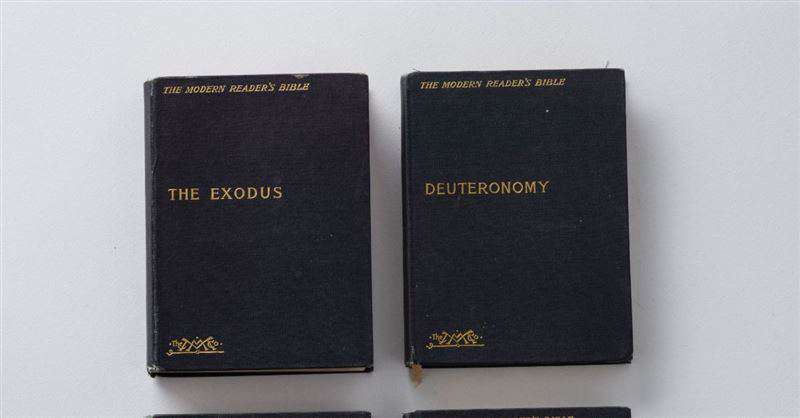 THE MODERN READER'S BIBLE
THE EXODUS
THE MODERN READER'S BIBLE
DEUTERONOMY